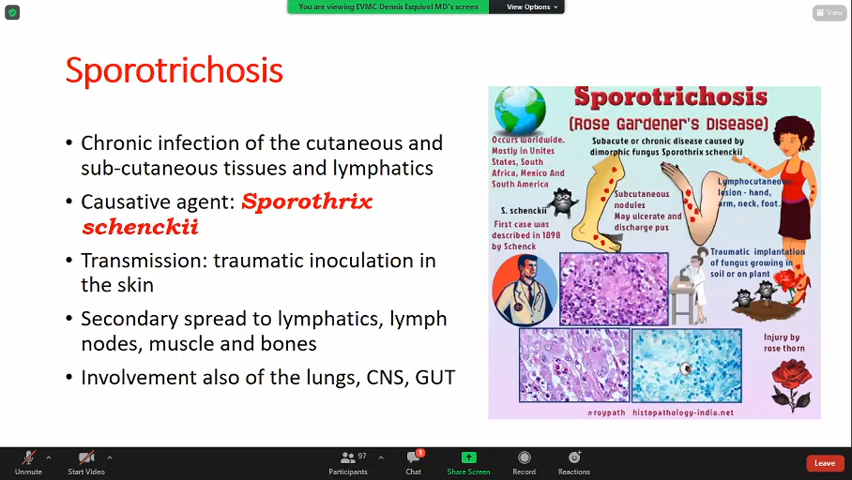 You are viewing EVMC Dennis Esquivel MD's screen
View Options
View
Sporotrichosis
• Chronic infection of the cutaneous and
sub-cutaneous tissues and lymphatics
• Causative agent: Sporothrix
schenckii
• Transmission: traumatic inoculation in
the skin
• Secondary spread to lymphatics, lymph
nodes, muscle and bones
• Involvement also of the lungs, CNS, GUT
Sporotrichosis
(Rose Gardener's Disease)
Subacute or chronic disease caused by
dimorphic fungus Sporothrix schenckii
Occurs worldwide.
Mostly in Unites
States, South
Africa, Mexico And
South America
S. schenckii
First case was
described in 1898
by Schenck
Subcutaneous
nodules
May ulcerate and
discharge pus
Lymphocutaneous
lesion - hand,
arm, neck, foot.
Traumatic implantation
of fungus growing in
soil or on plant
Injury by
rose thorn
#roypath histopathology-india.net
Unmute
Start Video
97
Participants
1
Chat
Share Screen
Record
Reactions
Leave